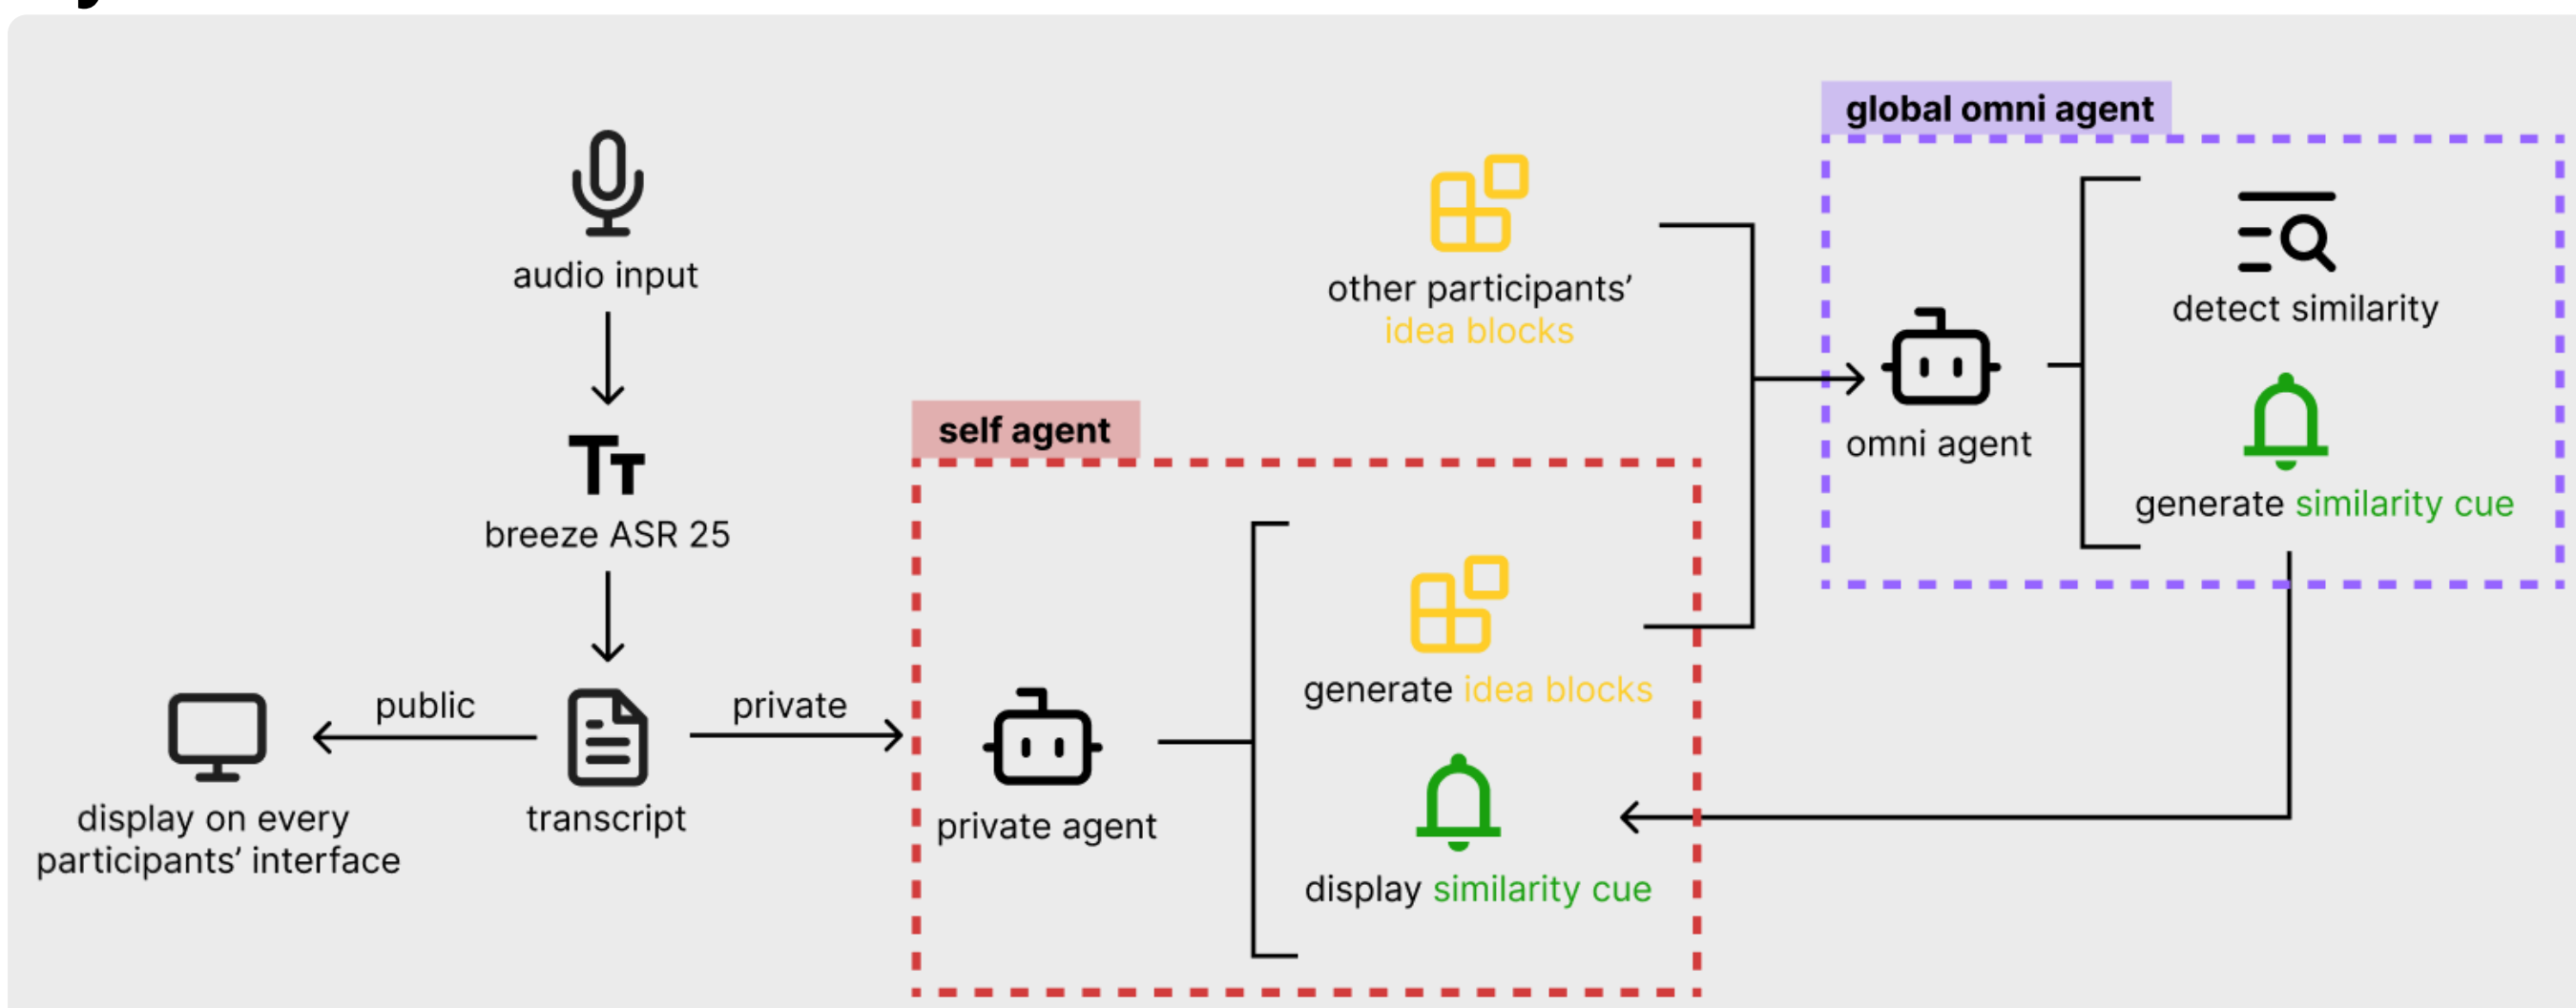 global omni agent
audio input
other participants’
idea blocks
detect similarity
omni agent
generate similarity cue
self agent
breeze ASR 25
public
private
generate idea blocks
display on every
participants’ interface
transcript
private agent
display similarity cue